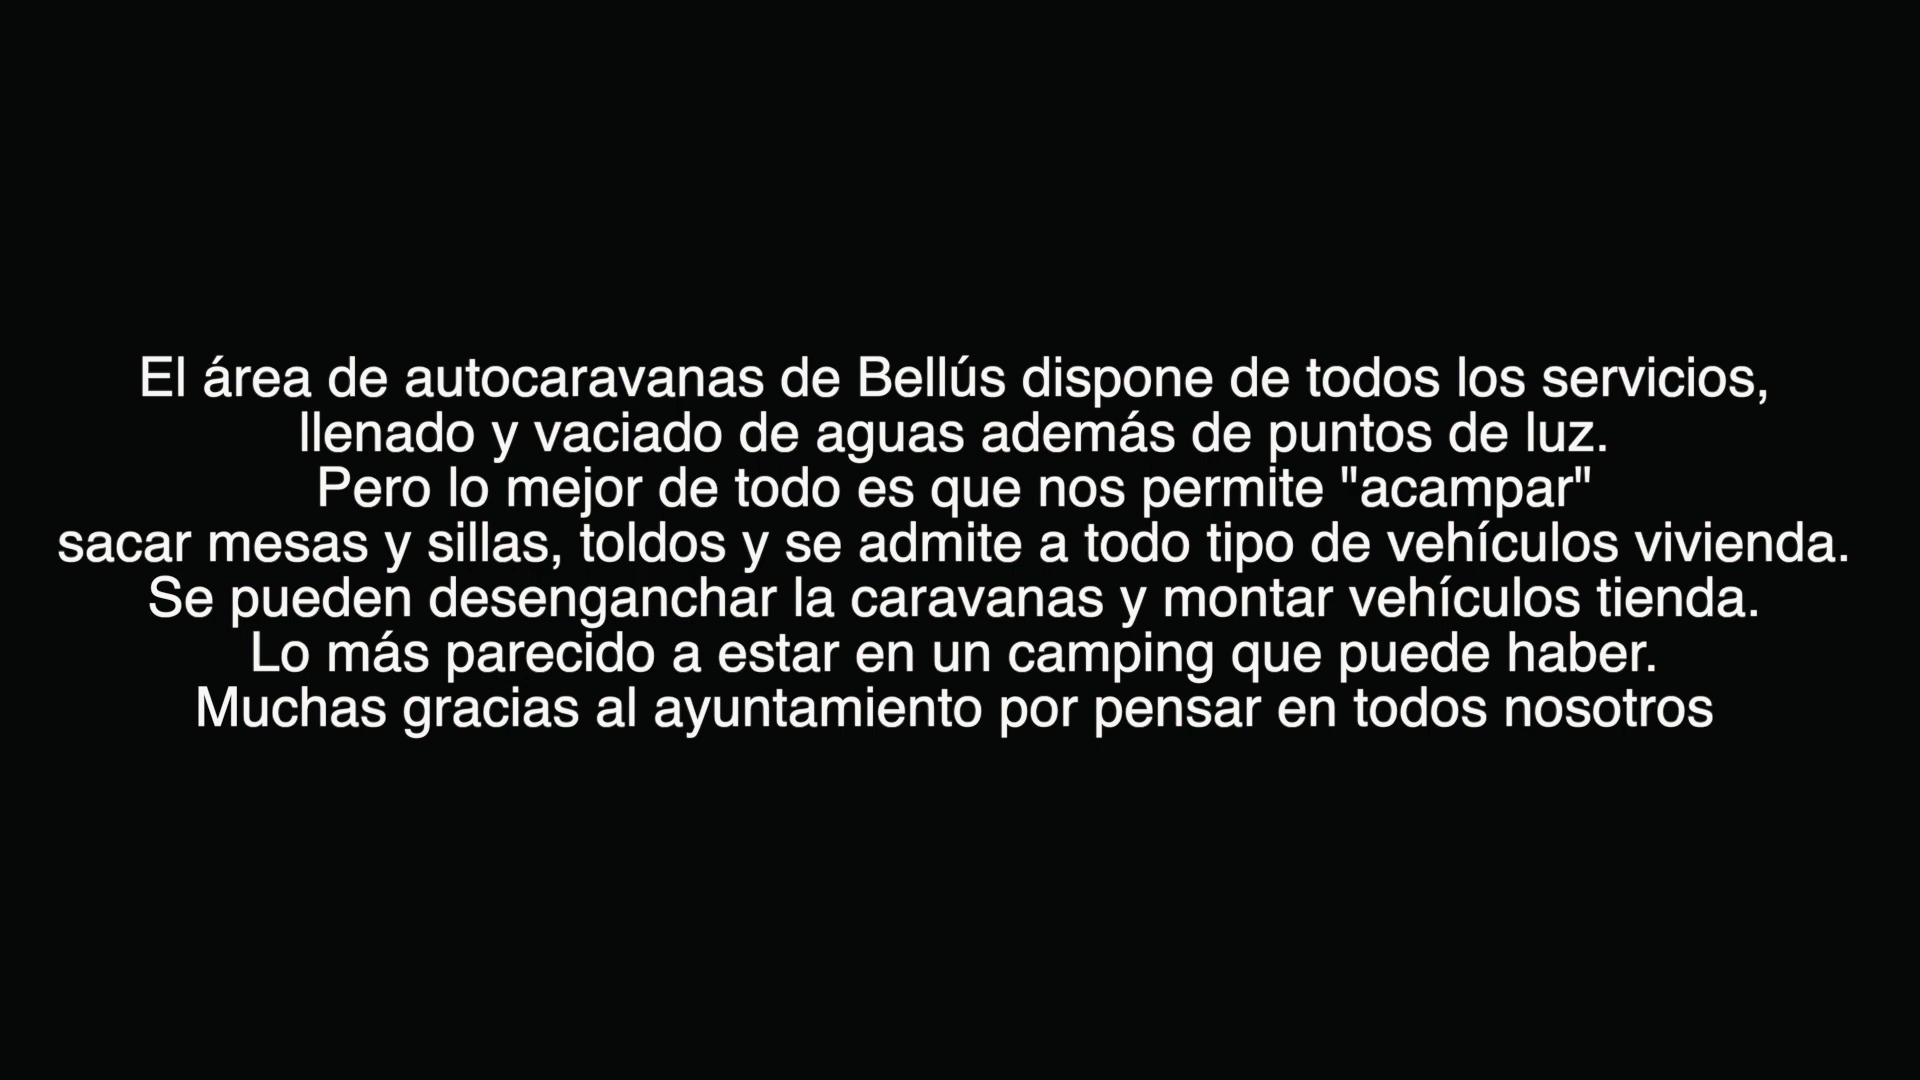 El área de autocaravanas de Bellús dispone de todos los servicios,
llenado y vaciado de aguas además de puntos de luz.
Pero lo mejor de todo es que nos permite "acampar"
sacar mesas y sillas, toldos y se admite a todo tipo de vehículos vivienda.
Se pueden desenganchar la caravanas y montar vehículos tienda.
Lo más parecido a estar en un camping que puede haber.
Muchas gracias al ayuntamiento por pensar en todos nosotros